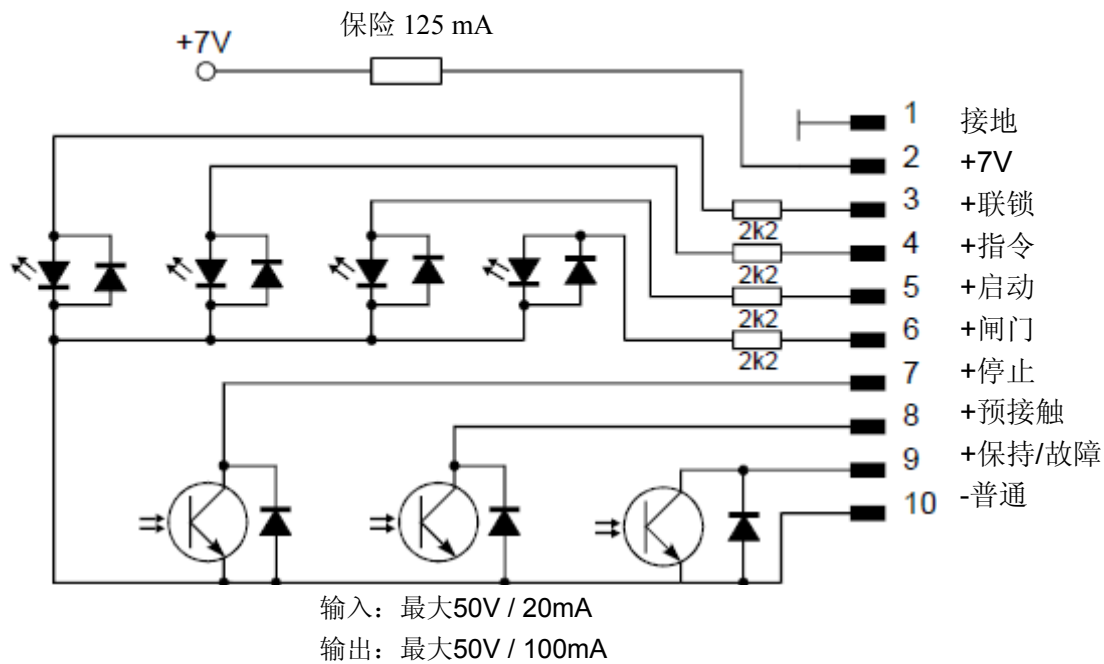 保险 125 mA
+7V
1 接地
2 +7V
3 +联锁
2k2
4 +指令
2k2
5 +启动
2k2
6 +闸门
2k2
7 +停止
8 +预接触
9 +保持/故障
10 -普通
输入：最大50V / 20mA
输出：最大50V / 100mA